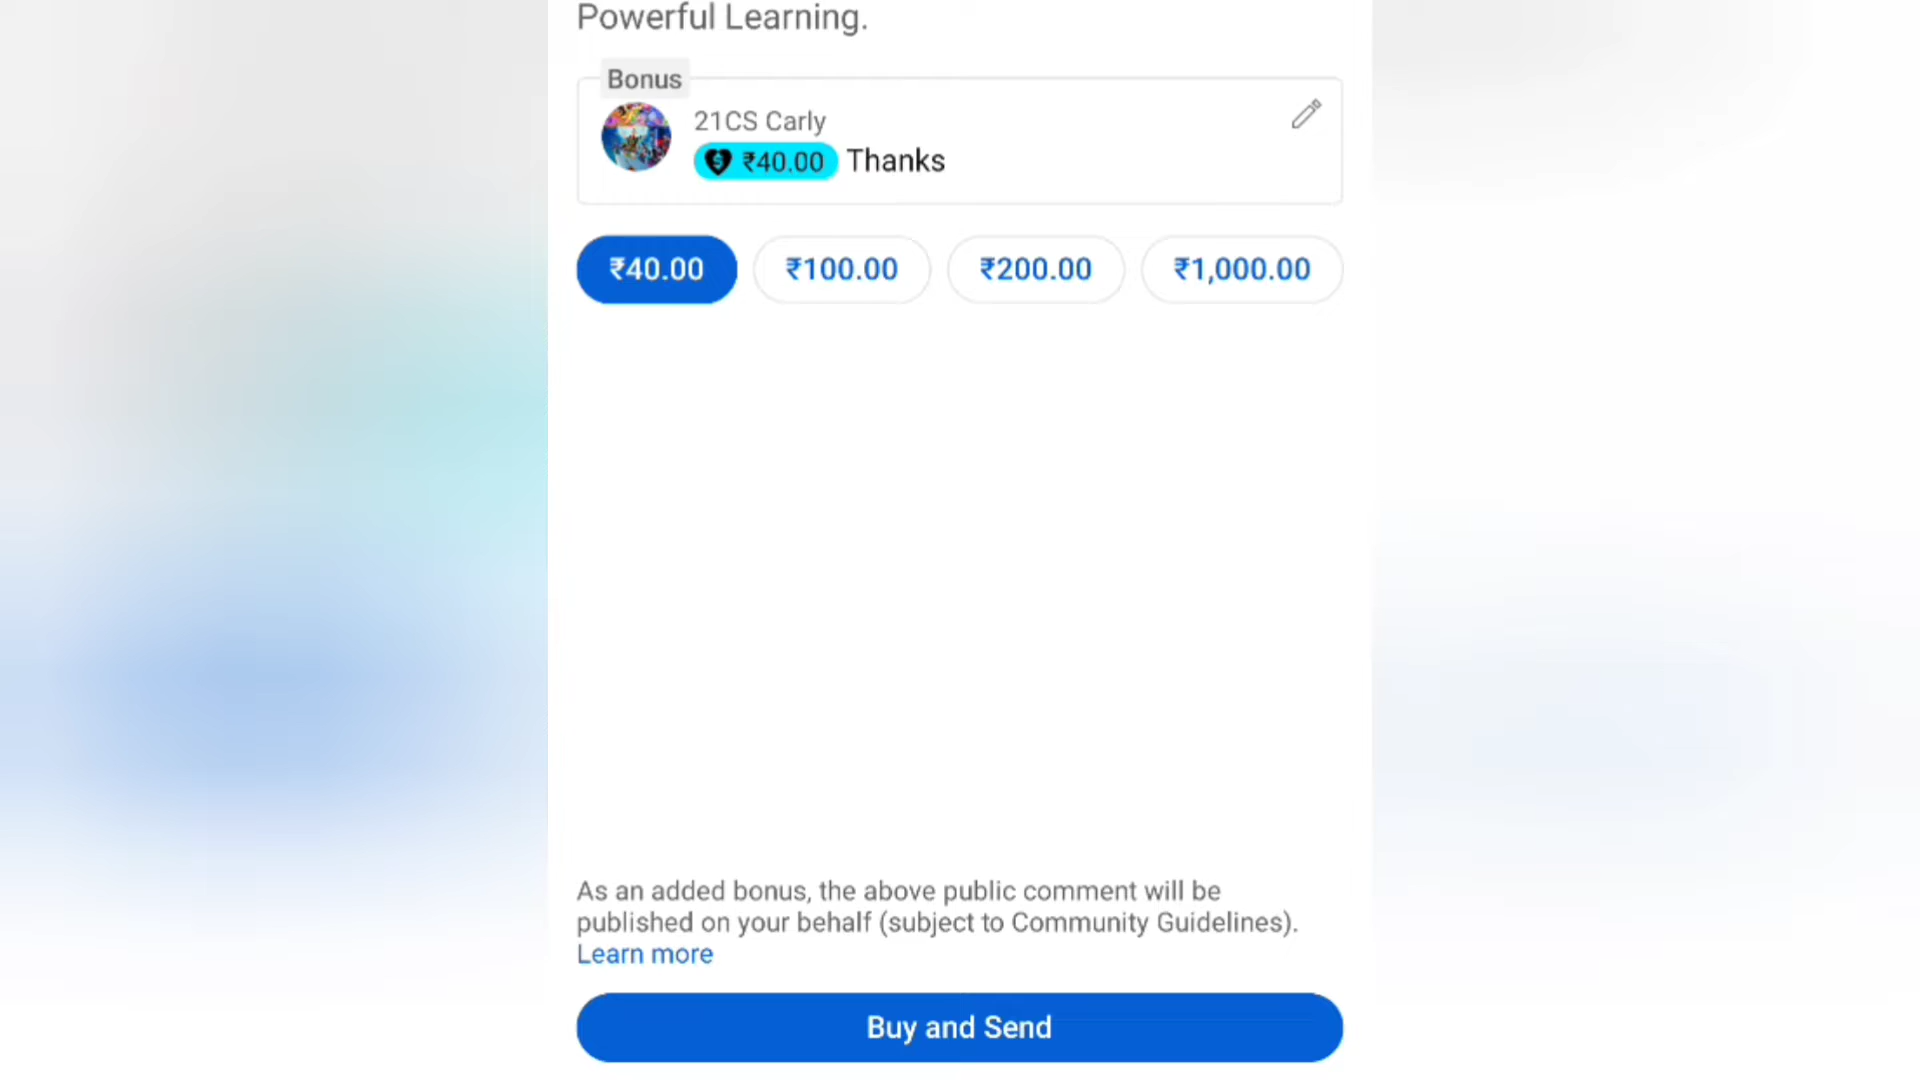 Powerful Learning.
Bonus
21CS Carly
₹40.00 Thanks
₹40.00 ₹100.00 ₹200.00 ₹1,000.00
As an added bonus, the above public comment will be
published on your behalf (subject to Community Guidelines).
Learn more
Buy and Send